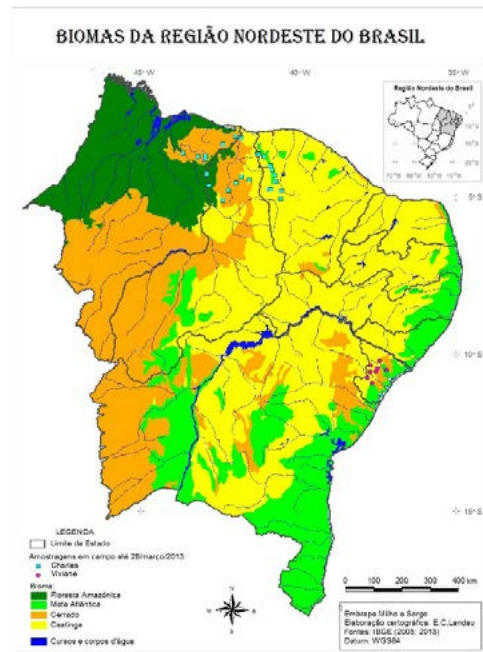 BIOMAS DA REGIÃO NORDESTE DO BRASIL
45°W
40°W
35°W
Região Nordeste do Brasil
5°S
10°S
15°S
LEGENDA
Limite de Estado
Amostragens em campo até 28/março/2013
Charles
Viviane
Bioma:
Floresta Amazônica
Mata Atlântica
Cerrado
Caatinga
Cursos e corpos d'água
N
S
0 100 200 300 400 km
Embrapa Milho e Sorgo
Elaboração cartográfica: E.C.Landau
Fontes: IBGE (2005; 2013)
Datum: WGS84